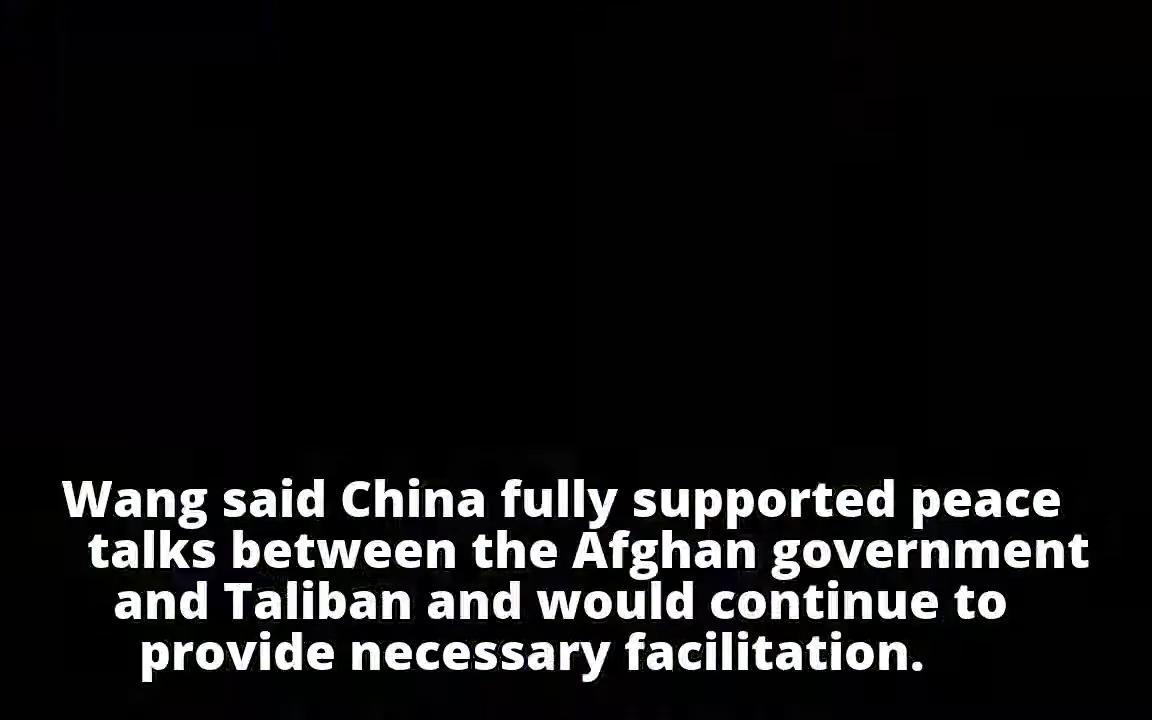 Wang said China fully supported peace
talks between the Afghan government
and Taliban and would continue to
provide necessary facilitation.